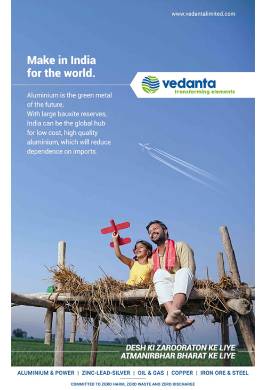 www.vedantalimited.com
Make in India
for the world.
vedanta
transforming elements
Aluminium is the green metal
of the future.
With large bauxite reserves,
India can be the global hub
for low cost, high quality
aluminium, which will reduce
dependence on imports.
DESH KI ZAROORATON KE LIYE
ATMANIRBHAR BHARAT KE LIYE
ALUMINIUM & POWER | ZINC-LEAD-SILVER | OIL & GAS | COPPER | IRON ORE & STEEL
COMMITTED TO ZERO HARM, ZERO WASTE AND ZERO DISCHARGE